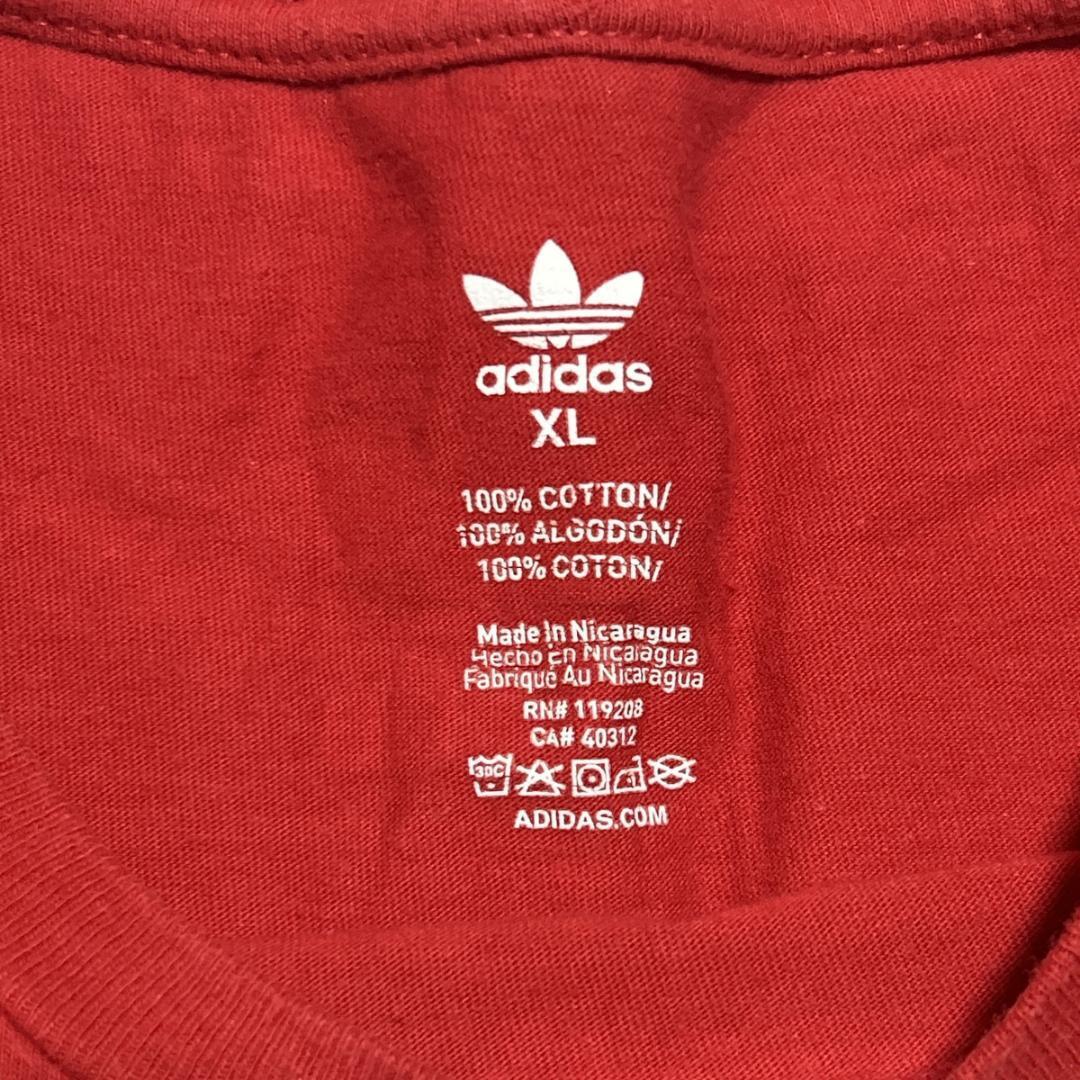 adidas
XL
100% COTTON/
100% ALGODÓN/
100% COTON/
Made In Nicaragua
Hecho En Nicaragua
Fabriqué Au Nicaragua
RN# 119208
CA# 40312
30C
ADIDAS.COM